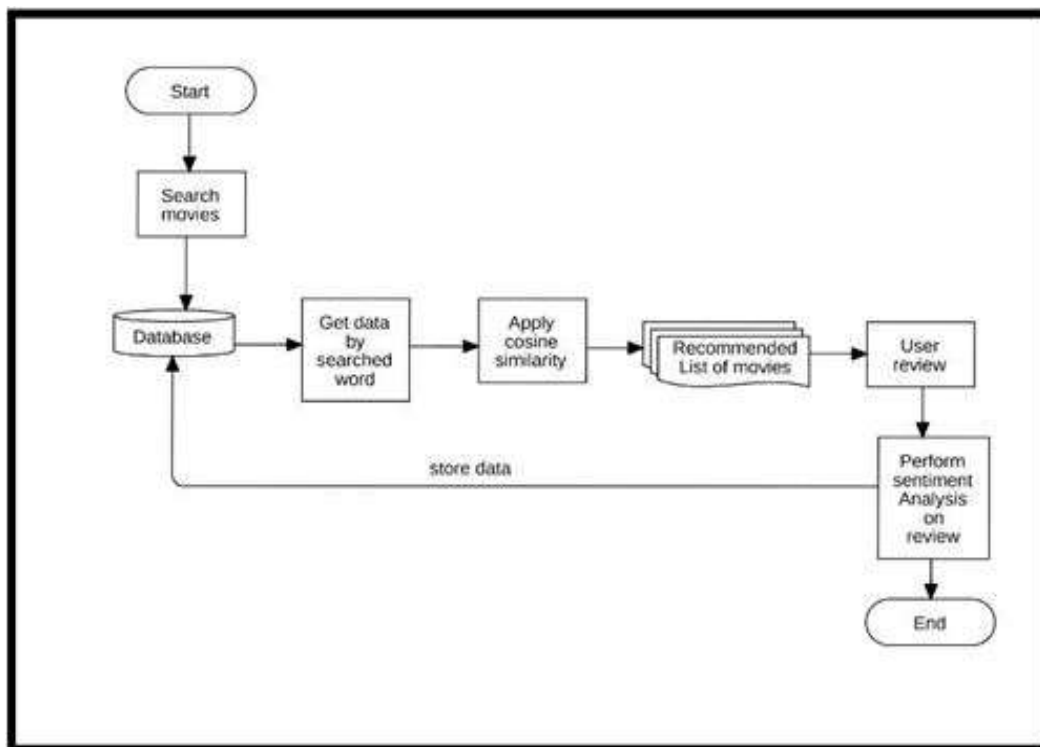 Start
Search
movies
Database
Get data
by
searched
word
Apply
cosine
similarity
Recommended
List of movies
User
review
store data
Perform
sentiment
Analysis
on
review
End